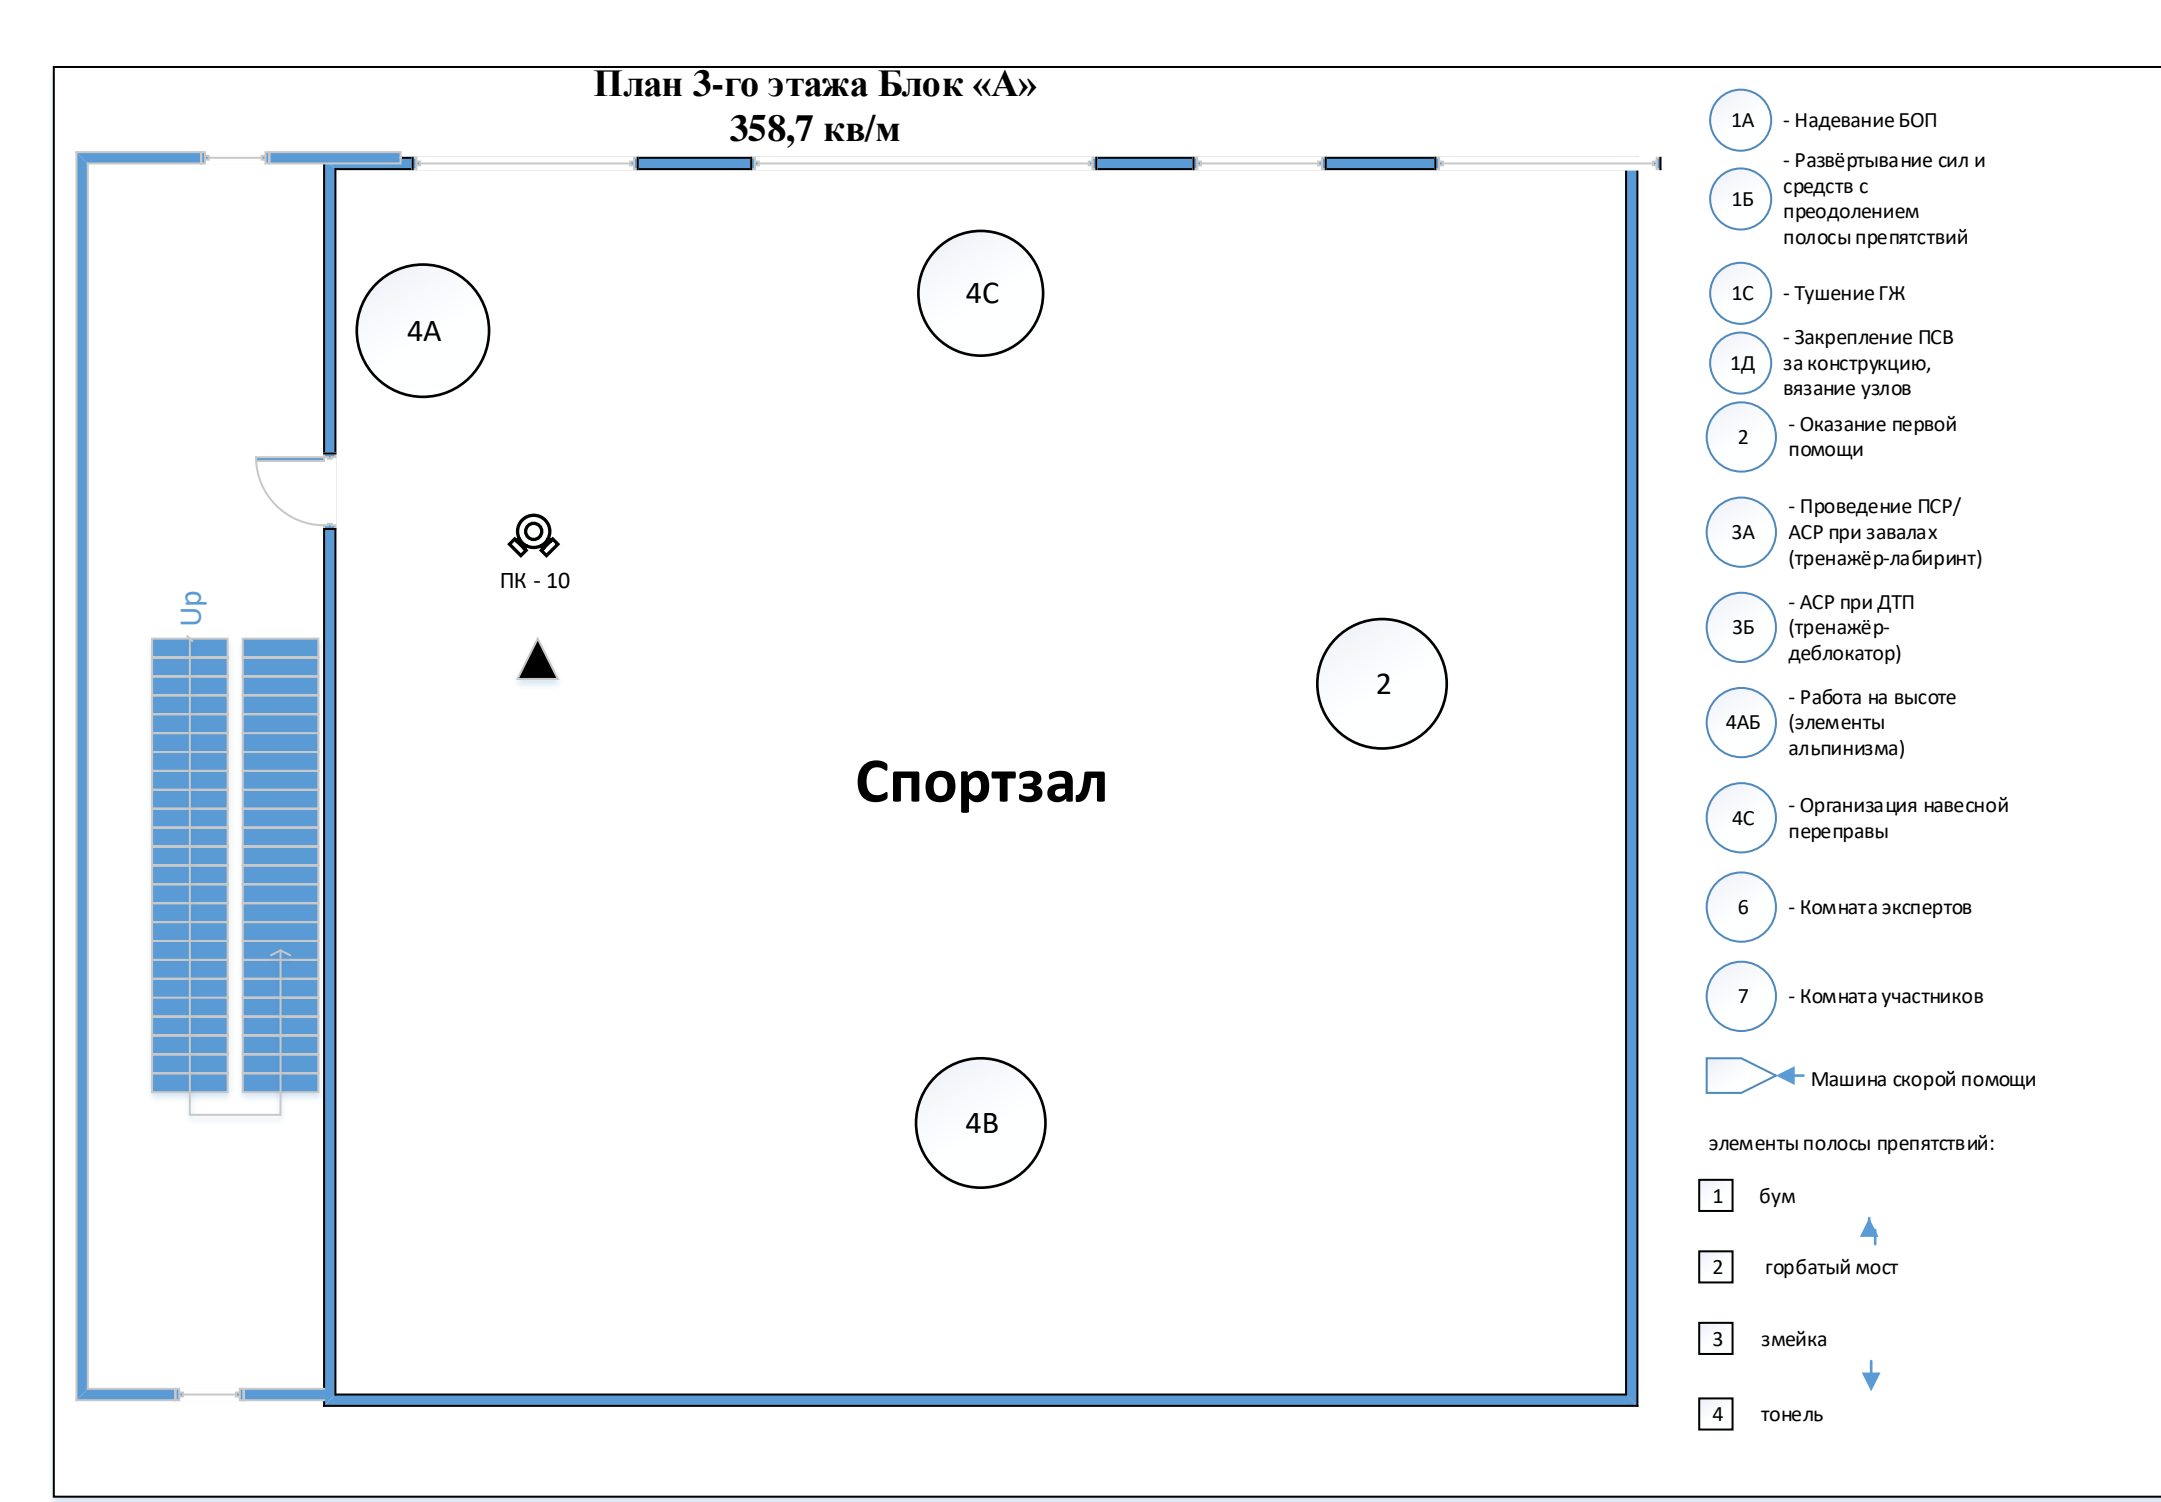 План 3-го этажа Блок «А»
358,7 кв/м
4А
4С
ПК - 10
Up
2
Спортзал
4В
1А
- Надевание БОП
1Б
- Развёртывание сил и
средств с
преодолением
полосы препятствий
1С
- Тушение ГЖ
1Д
- Закрепление ПСВ
за конструкцию,
вязание узлов
2
- Оказание первой
помощи
3А
- Проведение ПСР/
АСР при завалах
(тренажёр-лабиринт)
3Б
- АСР при ДТП
(тренажёр-
деблокатор)
4АБ
- Работа на высоте
(элементы
альпинизма)
4С
- Организация навесной
переправы
6
- Комната экспертов
7
- Комната участников
Машина скорой помощи
элементы полосы препятствий:
1 бум
2 горбатый мост
3 змейка
4 тонель